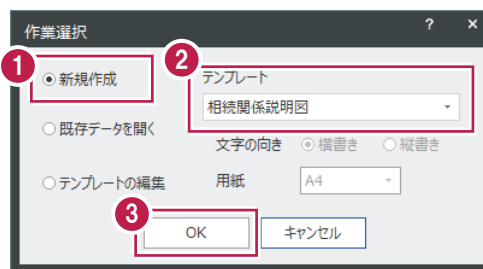 作業選択 ? ×
1 新規作成
2 テンプレート
相続関係説明図
既存データを開く
文字の向き 横書き 縦書き
テンプレートの編集
用紙 A4
3 OK キャンセル